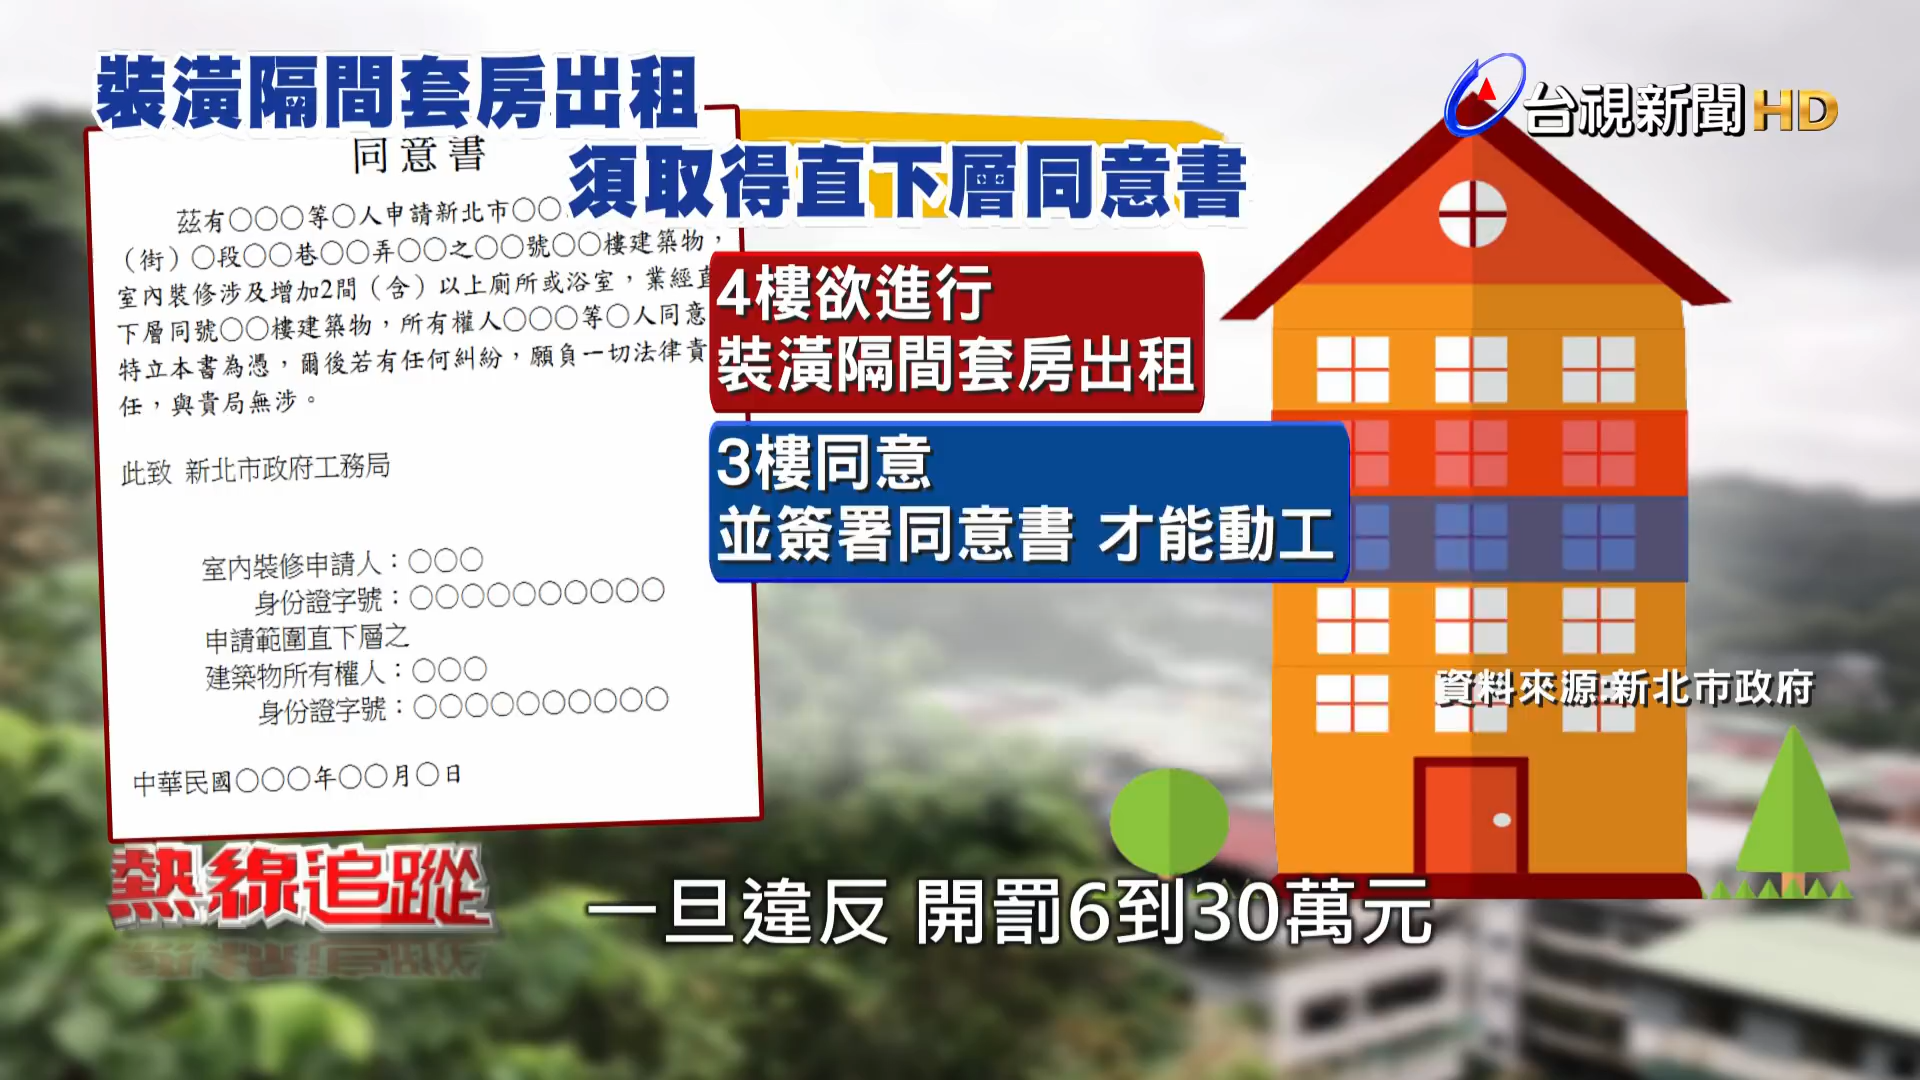 裝潢隔間套房出租
須取得直下層同意書
台視新聞HD
同意書
茲有○○○等○人申請新北市○○
（街）○段○○巷○○弄○○之○○號○○樓建築物，
室內裝修涉及增加2間（含）以上廁所或浴室，業經直
下層同號○○樓建築物，所有權人○○○等○人同意
特立本書為憑，爾後若有任何糾紛，願負一切法律責
任，與貴局無涉。
此致 新北市政府工務局
室內裝修申請人：○○○
身份證字號：○○○○○○○○○○
申請範圍直下層之
建築物所有權人：○○○
身份證字號：○○○○○○○○○○
中華民國○○○年○○月○日
4樓欲進行
裝潢隔間套房出租
3樓同意
並簽署同意書 才能動工
資料來源:新北市政府
熱線追蹤
一旦違反 開罰6到30萬元